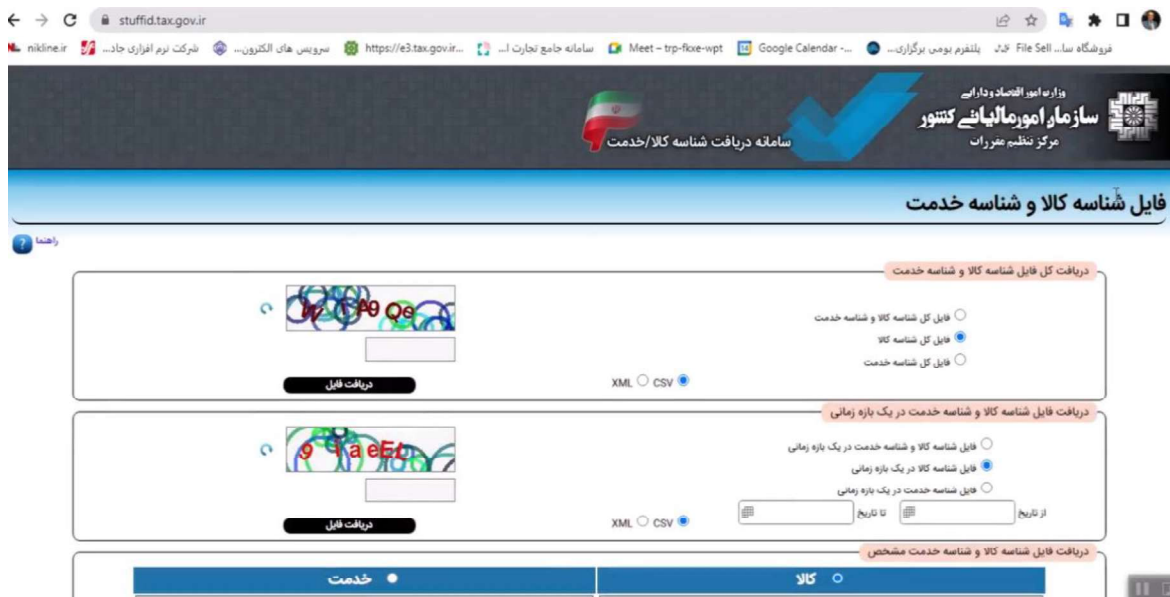 stuffid.tax.gov.ir
nikline.ir
شرکت نرم افزاری جاد...
سرویس های الکترون...
https://e3.tax.gov.ir...
سامانه جامع تجارت ا...
Meet – trp-fkxe-wpt
Google Calendar -...
پلتفرم بومی برگزاری...
فروشگاه سا... File Sell
وزارت امور اقتصاد و دارایی
سازمان امور مالیاتی کشور
مرکز تنظیم مقررات
سامانه دریافت شناسه کالا/خدمت
فایل شناسه کالا و شناسه خدمت
راهنما ?
دریافت کل فایل شناسه کالا و شناسه خدمت
فایل کل شناسه کالا و شناسه خدمت
فایل کل شناسه کالا
فایل کل شناسه خدمت
CSV XML
دریافت فایل
دریافت فایل شناسه کالا و شناسه خدمت در یک بازه زمانی
فایل شناسه کالا و شناسه خدمت در یک بازه زمانی
فایل شناسه کالا در یک بازه زمانی
فایل شناسه خدمت در یک بازه زمانی
از تاریخ تا تاریخ
CSV XML
دریافت فایل
دریافت فایل شناسه کالا و شناسه خدمت مشخص
کالا خدمت